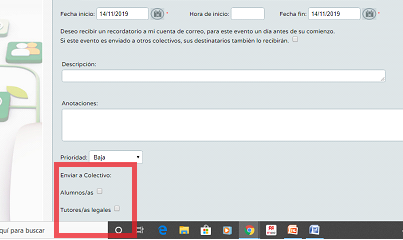 Fecha inicio: 14/11/2019 * Hora de inicio: Fecha fin: 14/11/2019 *
Deseo recibir un recordatorio a mi cuenta de correo, para este evento un día antes de su comienzo.
Si este evento es enviado a otros colectivos, sus destinatarios también lo recibirán.
Descripción:
Anotaciones:
Prioridad: Baja
Enviar a Colectivo:
Alumnos/as
Tutores/as legales
quí para buscar